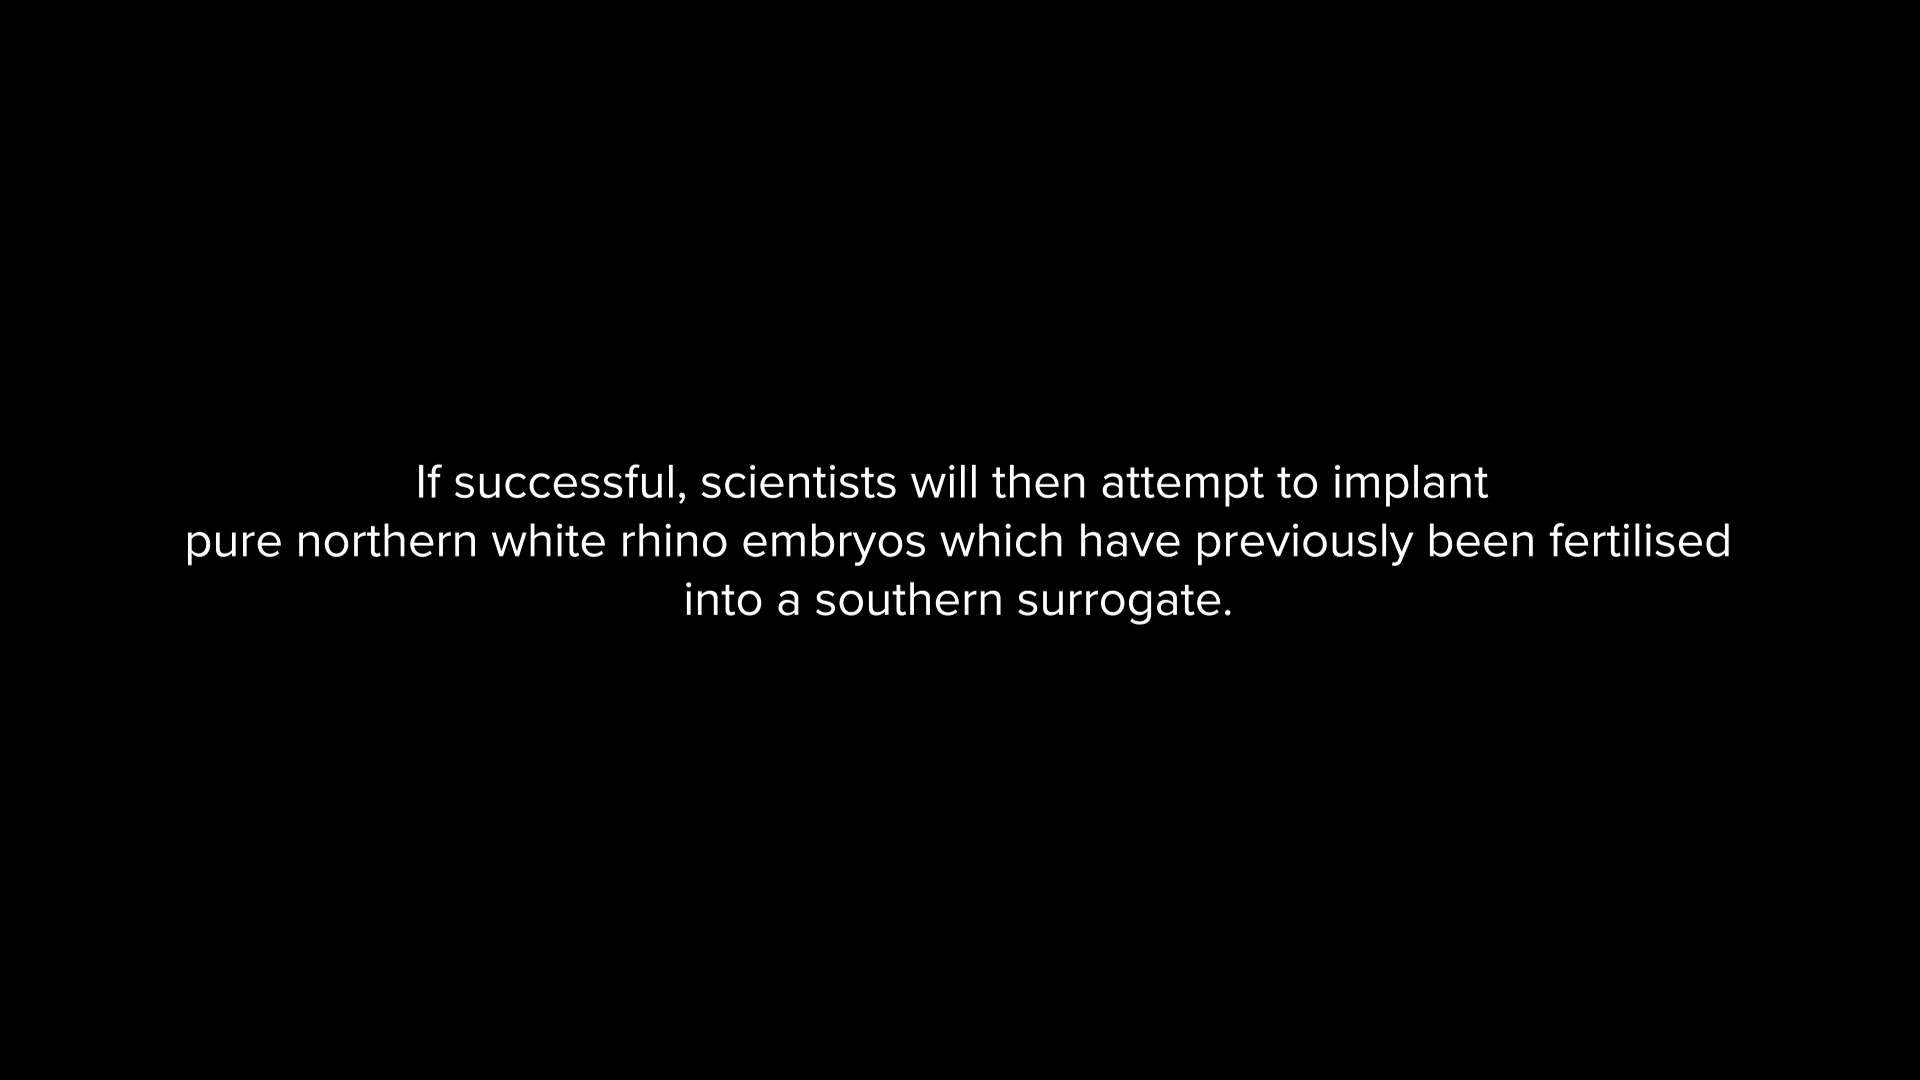 If successful, scientists will then attempt to implant
pure northern white rhino embryos which have previously been fertilised
into a southern surrogate.